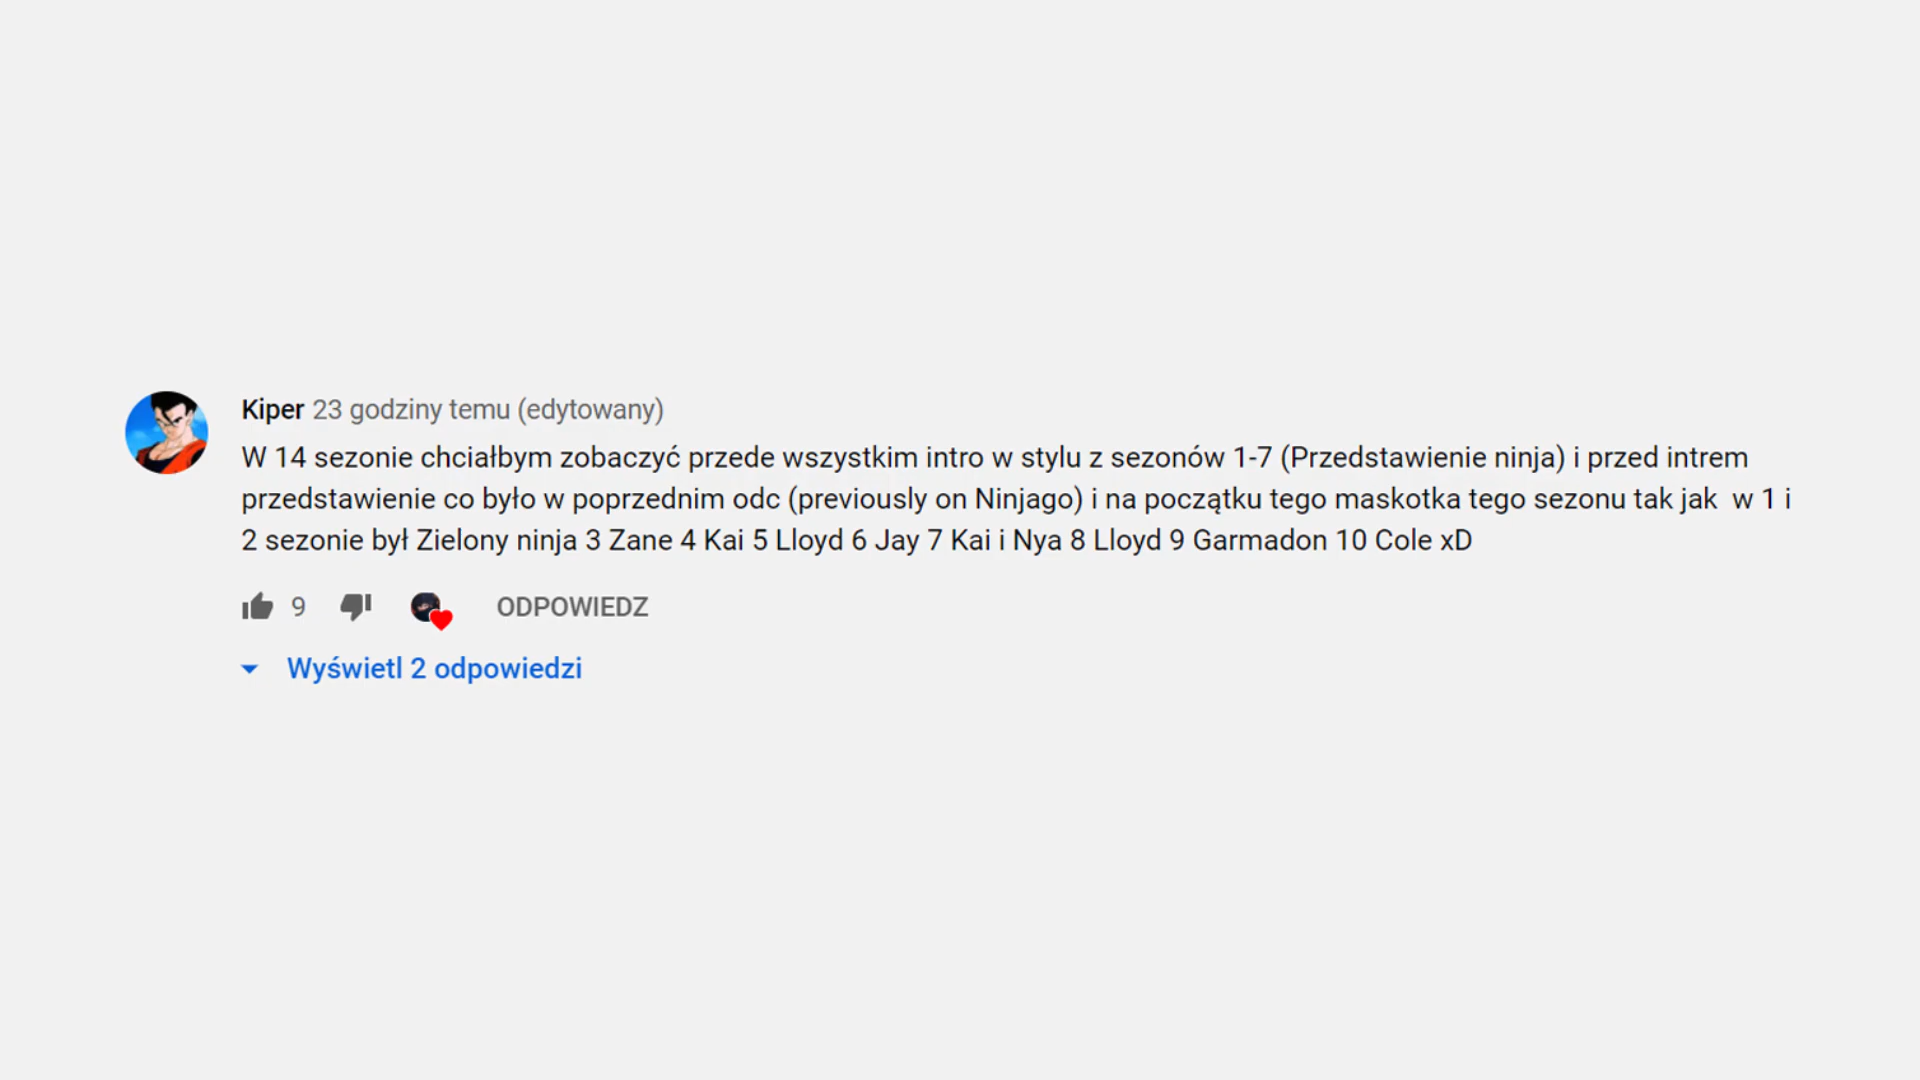 Kiper 23 godziny temu (edytowany)
W 14 sezonie chciałbym zobaczyć przede wszystkim intro w stylu z sezonów 1-7 (Przedstawienie ninja) i przed intrem
przedstawienie co było w poprzednim odc (previously on Ninjago) i na początku tego maskotka tego sezonu tak jak  w 1 i
2 sezonie był Zielony ninja 3 Zane 4 Kai 5 Lloyd 6 Jay 7 Kai i Nya 8 Lloyd 9 Garmadon 10 Cole xD
9 ODPOWIEDZ
Wyświetl 2 odpowiedzi